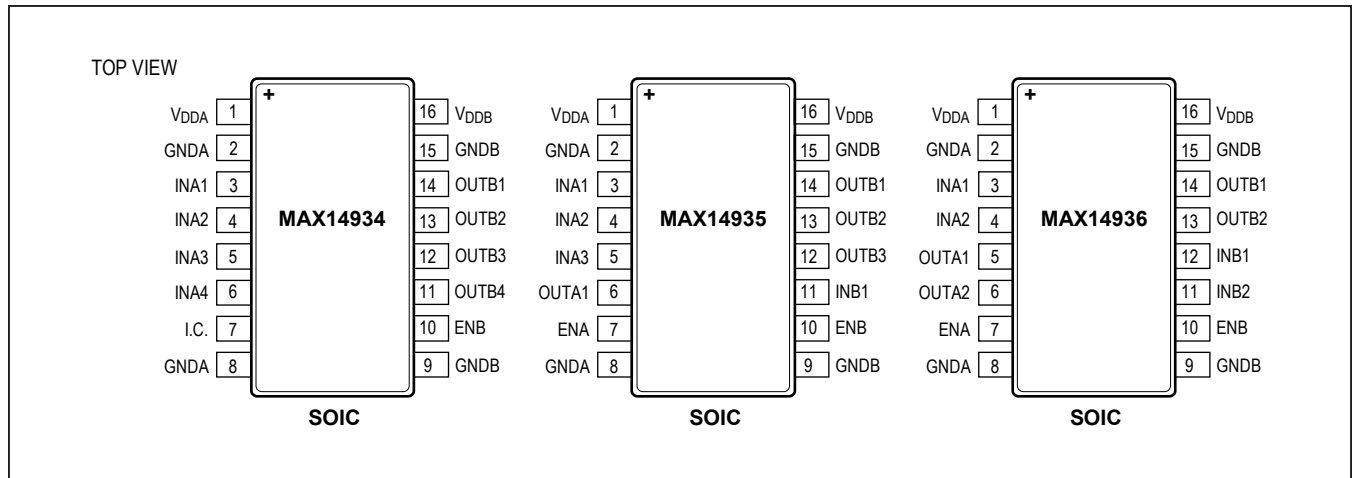 TOP VIEW
+ + +
VDDA 1 16 VDDB VDDA 1 16 VDDB VDDA 1 16 VDDB
GNDA 2 15 GNDB GNDA 2 15 GNDB GNDA 2 15 GNDB
INA1 3 14 OUTB1 INA1 3 14 OUTB1 INA1 3 14 OUTB1
INA2 4 MAX14934 13 OUTB2 INA2 4 MAX14935 13 OUTB2 INA2 4 MAX14936 13 OUTB2
INA3 5 12 OUTB3 INA3 5 12 OUTB3 OUTA1 5 12 INB1
INA4 6 11 OUTB4 OUTA1 6 11 INB1 OUTA2 6 11 INB2
I.C. 7 10 ENB ENA 7 10 ENB ENA 7 10 ENB
GNDA 8 9 GNDB GNDA 8 9 GNDB GNDA 8 9 GNDB
SOIC SOIC SOIC